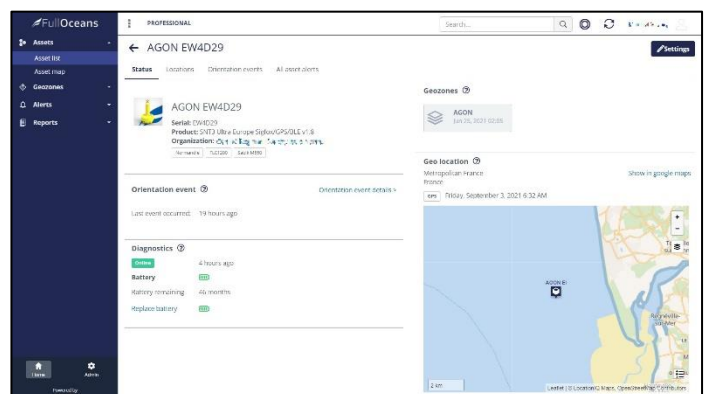 FullOceans
PROFESSIONAL
Search...
Assets
Asset list
Asset map
Geozones
Alerts
Reports
Home
Admin
Powered by
AGON EW4D29
Settings
Status Locations Orientation events All asset alerts
AGON EW4D29
Serial: EW4D29
Product: SNT3 Ultra Europe Sigfox/GPS/BLE v1.8
Organization:
Normandie
Orientation event
Orientation event details >
Last event occurred: 19 hours ago
Diagnostics
Online 4 hours ago
Battery
Battery remaining 46 months
Replace battery
Geozones
AGON
Geo location
Metropolitan France
France
Show in google maps
GPS Friday, September 3, 2021 6:32 AM
AGON E
+
-
2 km